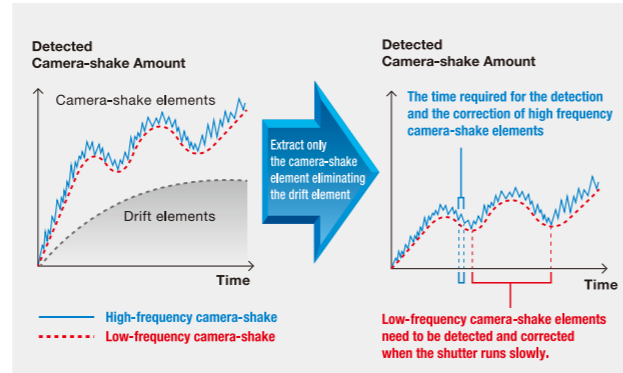 Detected
Camera-shake Amount
Camera-shake elements
Drift elements
Time
High-frequency camera-shake
Low-frequency camera-shake
Extract only
the camera-shake
element eliminating
the drift element
Detected
Camera-shake Amount
The time required for the detection
and the correction of high frequency
camera-shake elements
Time
Low-frequency camera-shake elements
need to be detected and corrected
when the shutter runs slowly.